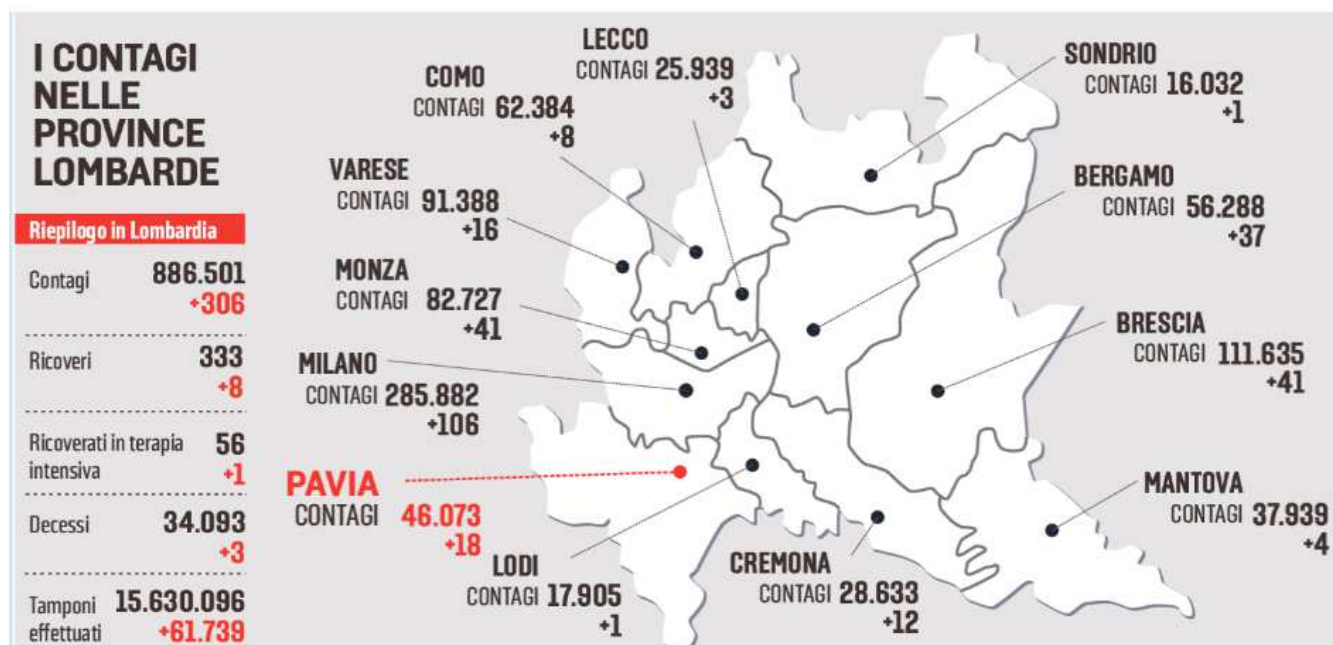 I CONTAGI
NELLE
PROVINCE
LOMBARDE
Riepilogo in Lombardia
Contagi 886.501
+306
Ricoveri 333
+8
Ricoverati in terapia intensiva 56
+1
Decessi 34.093
+3
Tamponi effettuati 15.630.096
+61.739
LECCO
CONTAGI 25.939
+3
COMO
CONTAGI 62.384
+8
VARESE
CONTAGI 91.388
+16
MONZA
CONTAGI 82.727
+41
MILANO
CONTAGI 285.882
+106
PAVIA
CONTAGI 46.073
+18
LODI
CONTAGI 17.905
+1
CREMONA
CONTAGI 28.633
+12
SONDRIO
CONTAGI 16.032
+1
BERGAMO
CONTAGI 56.288
+37
BRESCIA
CONTAGI 111.635
+41
MANTOVA
CONTAGI 37.939
+4